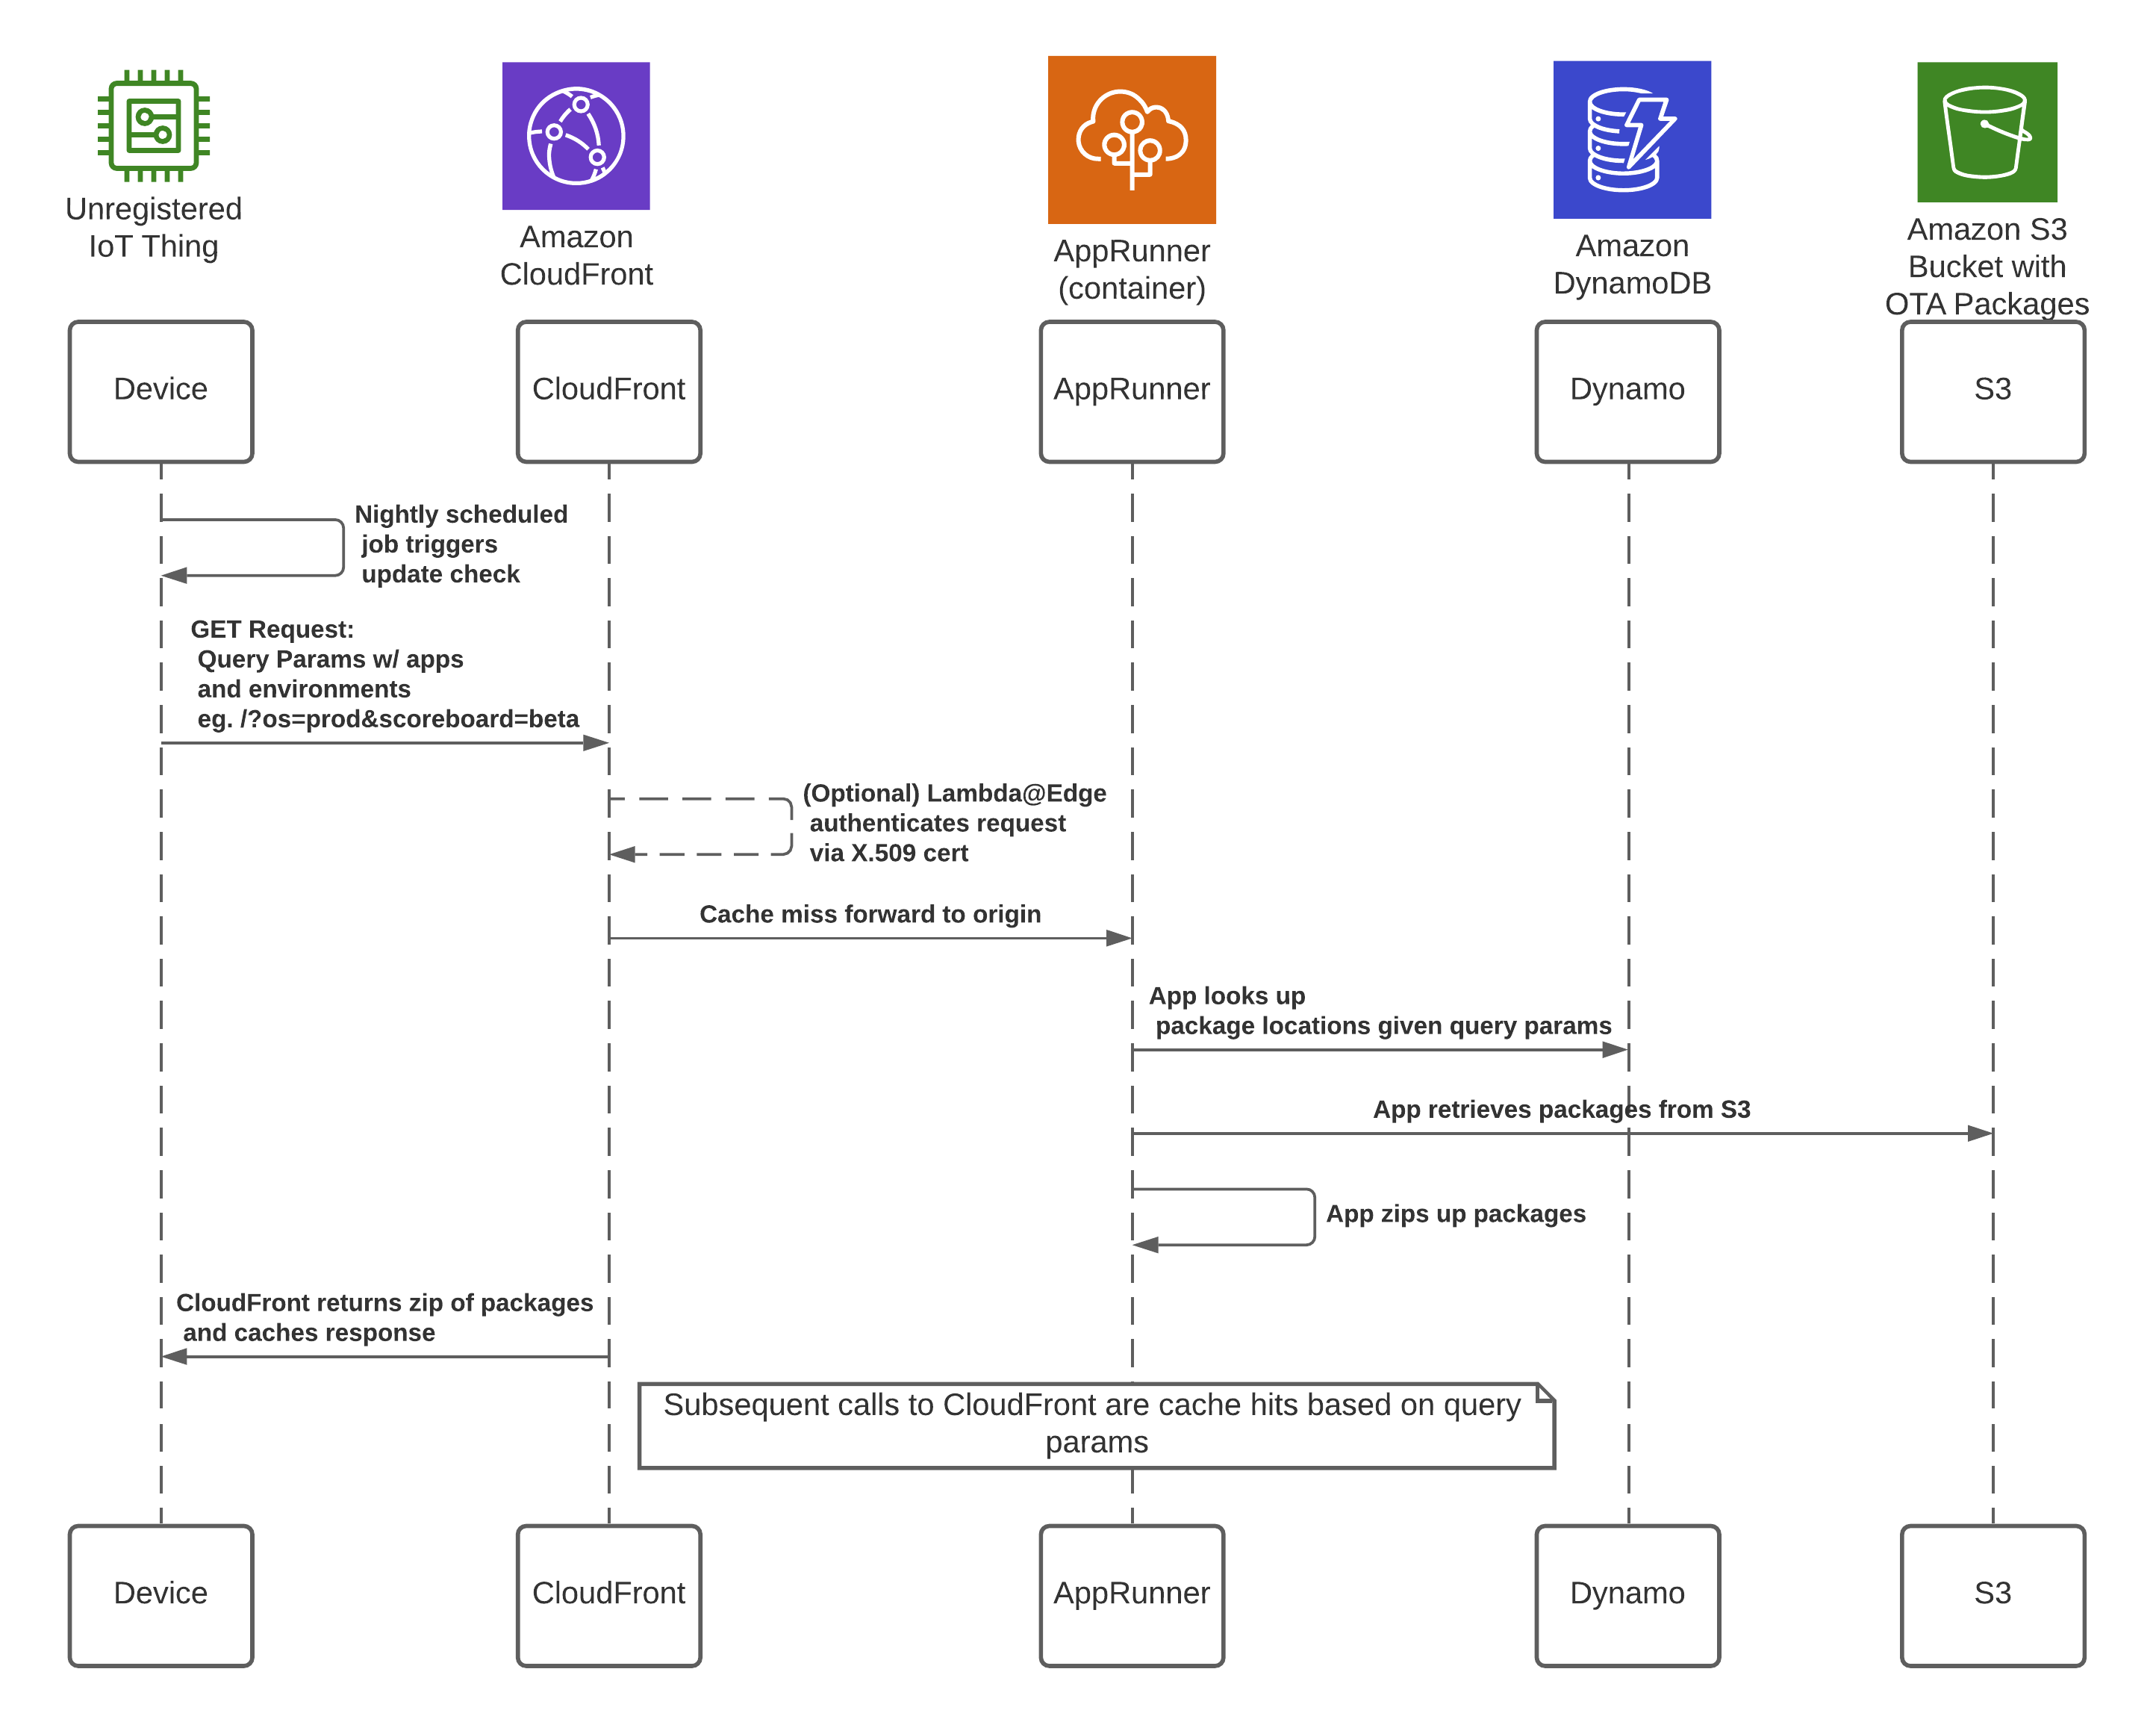 Unregistered
IoT Thing
Amazon
CloudFront
AppRunner
(container)
Amazon
DynamoDB
Amazon S3
Bucket with
OTA Packages
Device
CloudFront
AppRunner
Dynamo
S3
Nightly scheduled
job triggers
update check
GET Request:
Query Params w/ apps
and environments
eg. /?os=prod&scoreboard=beta
(Optional) Lambda@Edge
authenticates request
via X.509 cert
Cache miss forward to origin
App looks up
package locations given query params
App retrieves packages from S3
App zips up packages
CloudFront returns zip of packages
and caches response
Subsequent calls to CloudFront are cache hits based on query
params
Device
CloudFront
AppRunner
Dynamo
S3